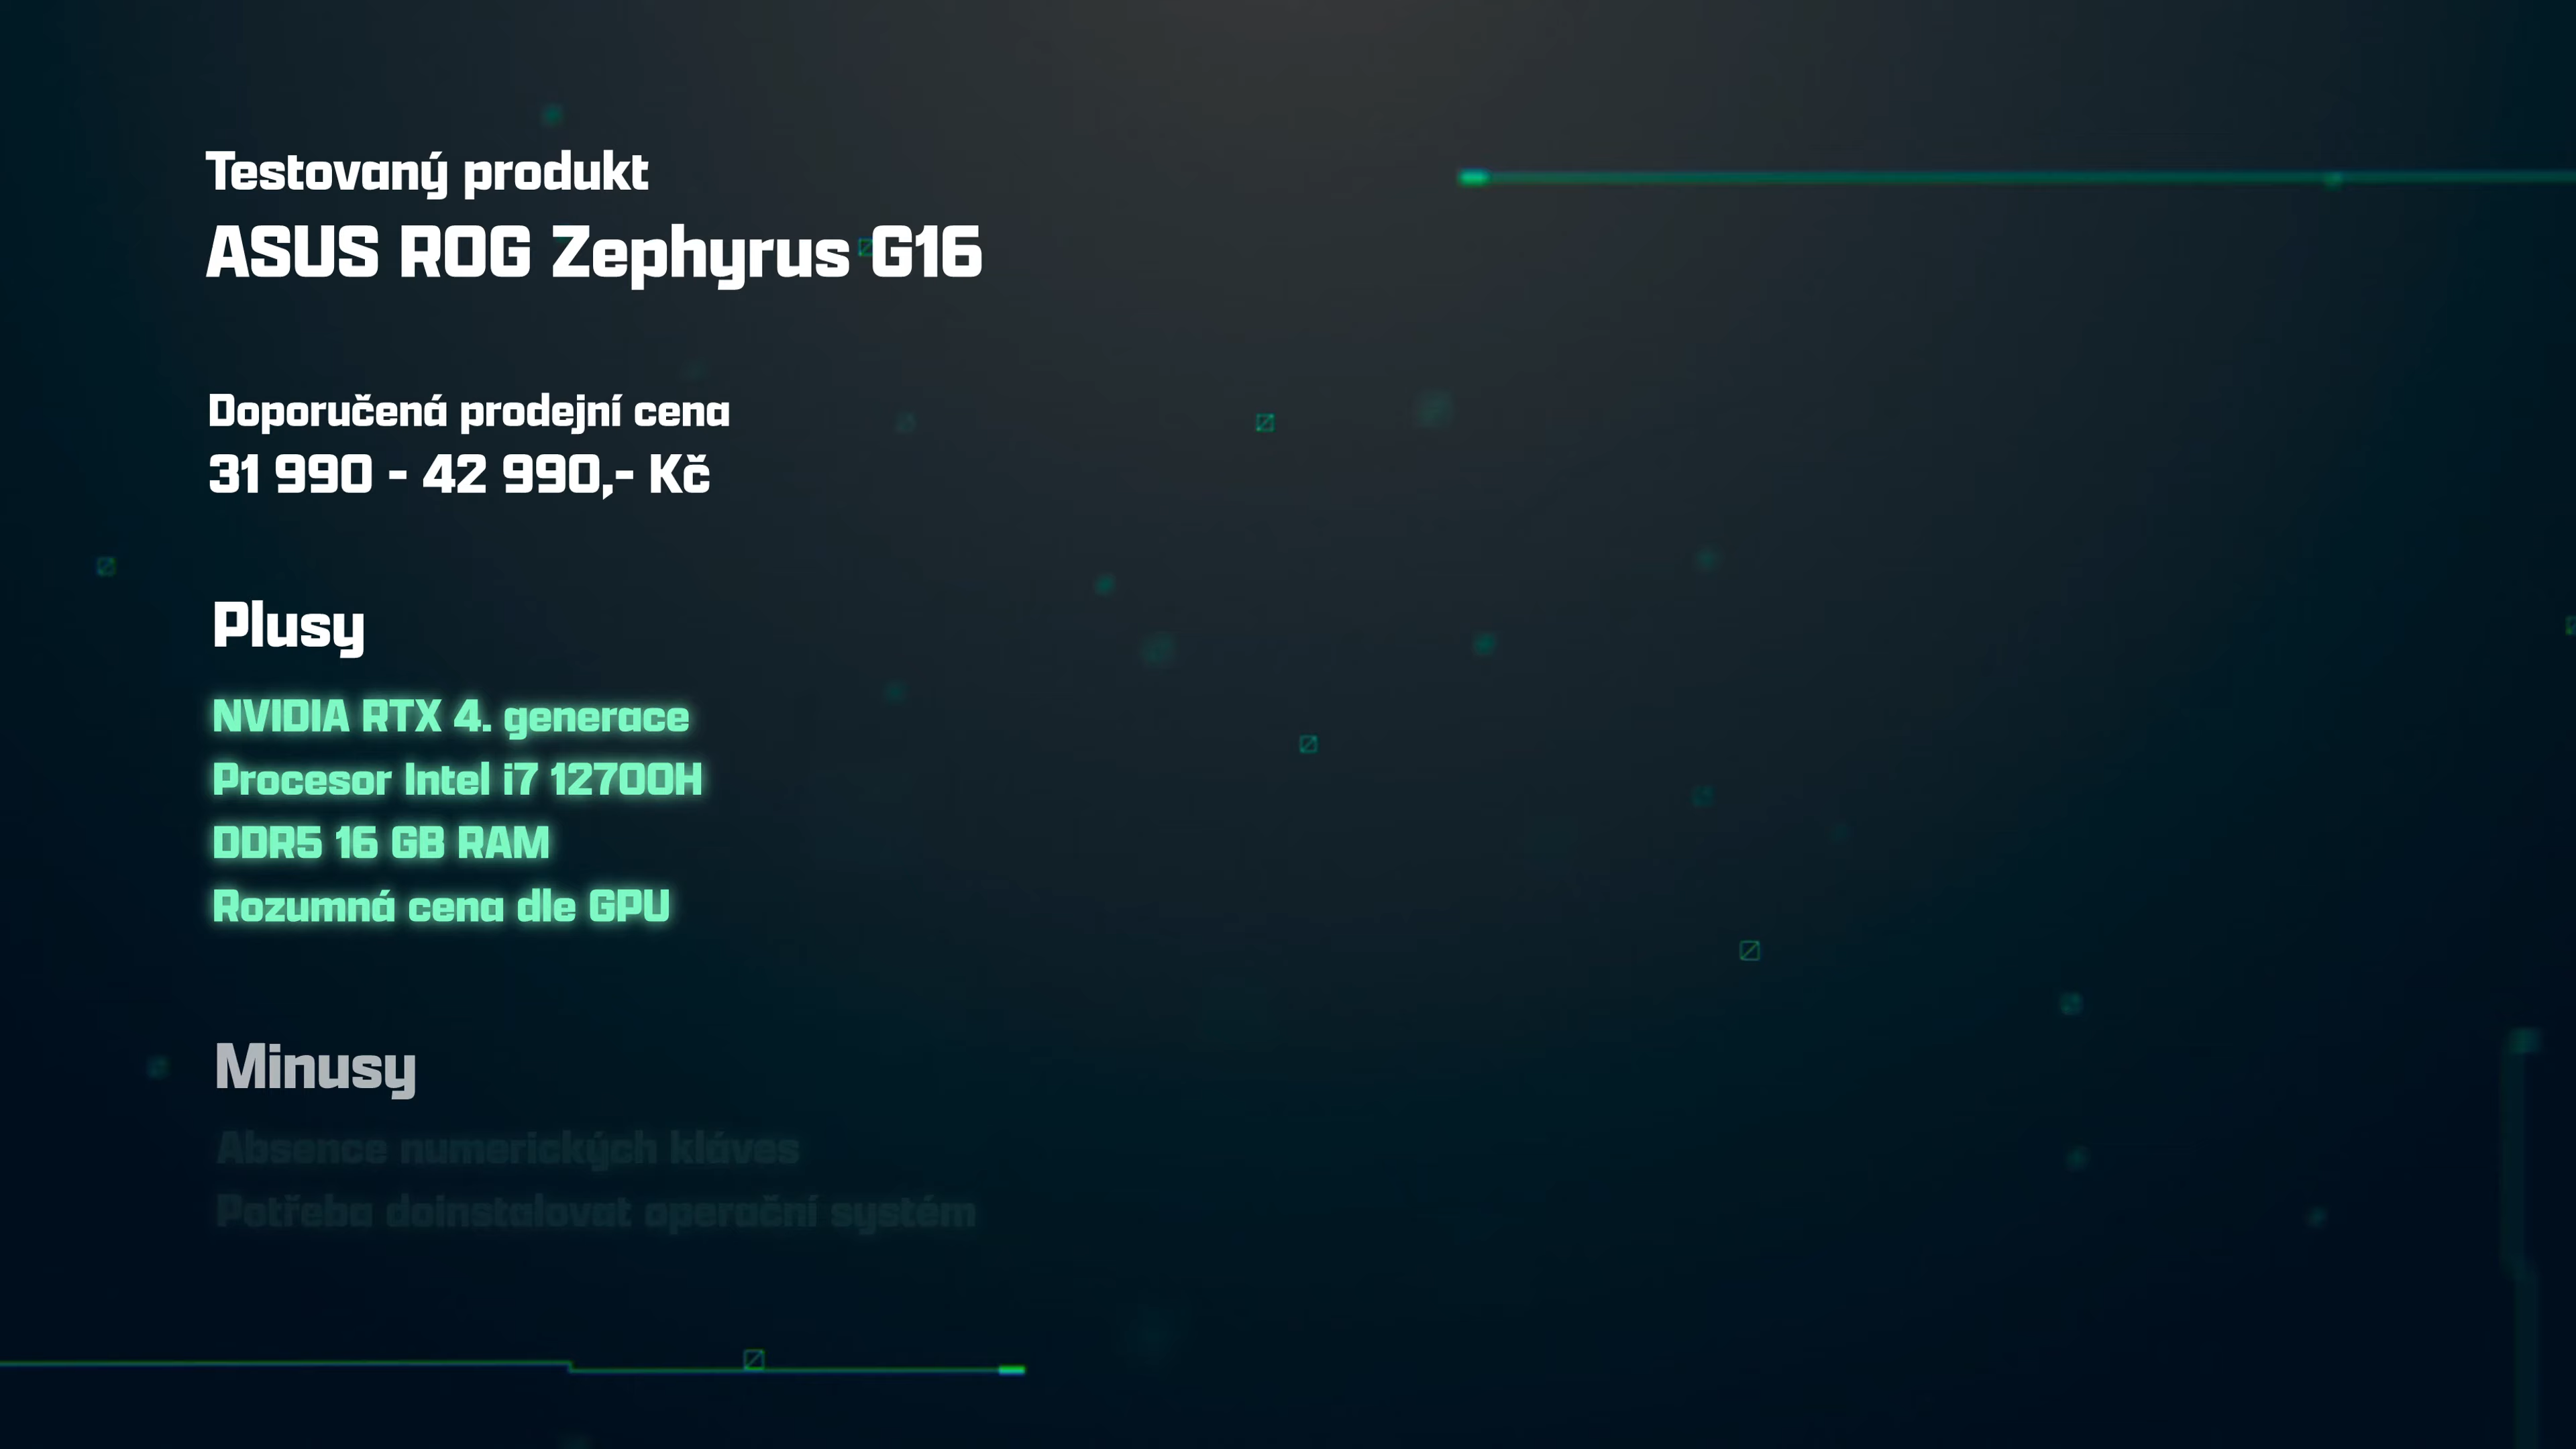 Testovaný produkt
ASUS ROG Zephyrus G16
Doporučená prodejní cena
31 990 - 42 990,- Kč
Plusy
NVIDIA RTX 4. generace
Procesor Intel i7 12700H
DDR5 16 GB RAM
Rozumná cena dle GPU
Minusy
Absence numerických kláves
Potřeba doinstalovat operační systém